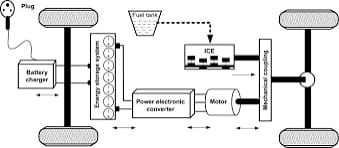 Plug
Fuel tank
ICE
Battery
charger
Energy storage system
Power electronic
converter
Motor
Mechanical coupling